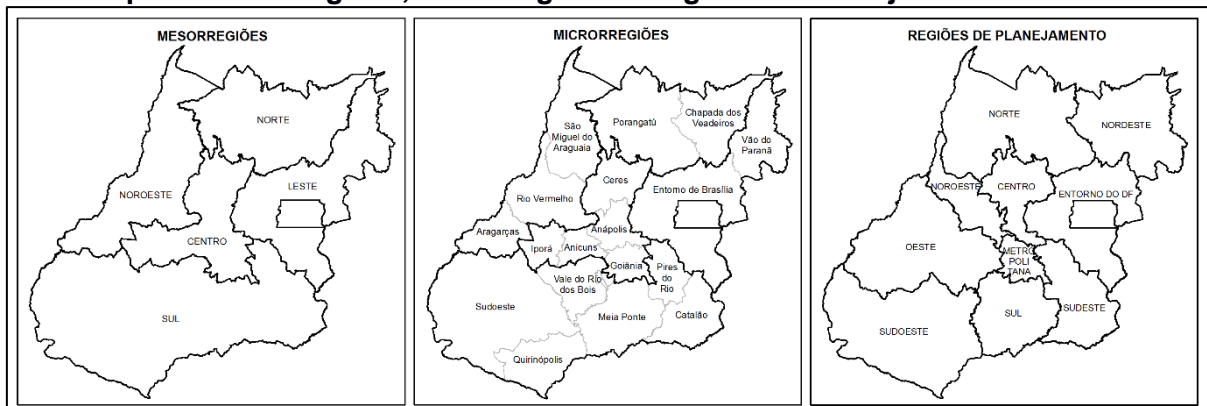 MESORREGIÕES
NORTE
NOROESTE
LESTE
CENTRO
SUL
MICRORREGIÕES
São
Miguel do
Araguaia
Porangatú
Chapada dos
Veadeiros
Vão do
Paranã
Ceres
Entorno de Brasília
Rio Vermelho
Aragarças
Anápolis
Iporá
Anicuns
Goiânia
Pires
do
Rio
Vale do Rio
dos Bois
Sudoeste
Meia Ponte
Catalão
Quirinópolis
REGIÕES DE PLANEJAMENTO
NORTE
NORDESTE
NOROESTE
CENTRO
ENTORNO DO DF
OESTE
METRO
POLI
TANA
SUDOESTE
SUL
SUDESTE